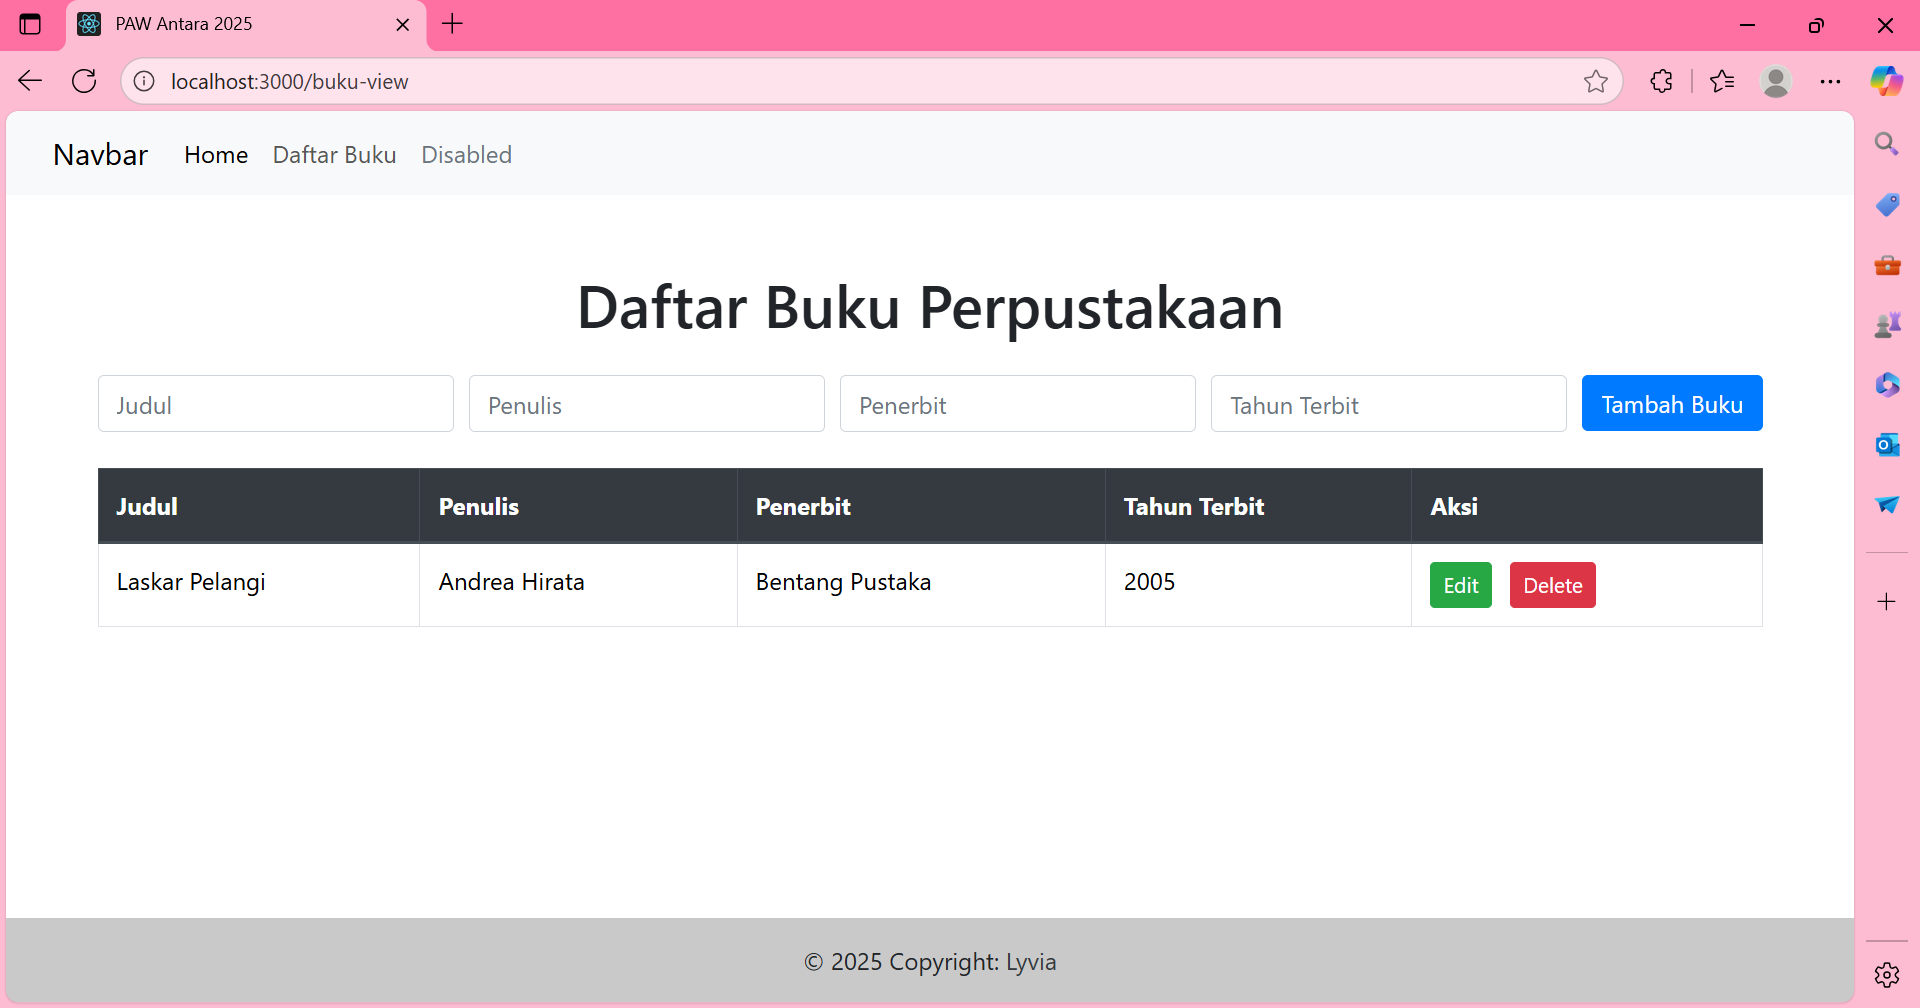 PAW Antara 2025
localhost:3000/buku-view
Navbar Home Daftar Buku Disabled
Daftar Buku Perpustakaan
Judul Penulis Penerbit Tahun Terbit Tambah Buku
Judul Penulis Penerbit Tahun Terbit Aksi
Laskar Pelangi Andrea Hirata Bentang Pustaka 2005 Edit Delete
© 2025 Copyright: Lyvia